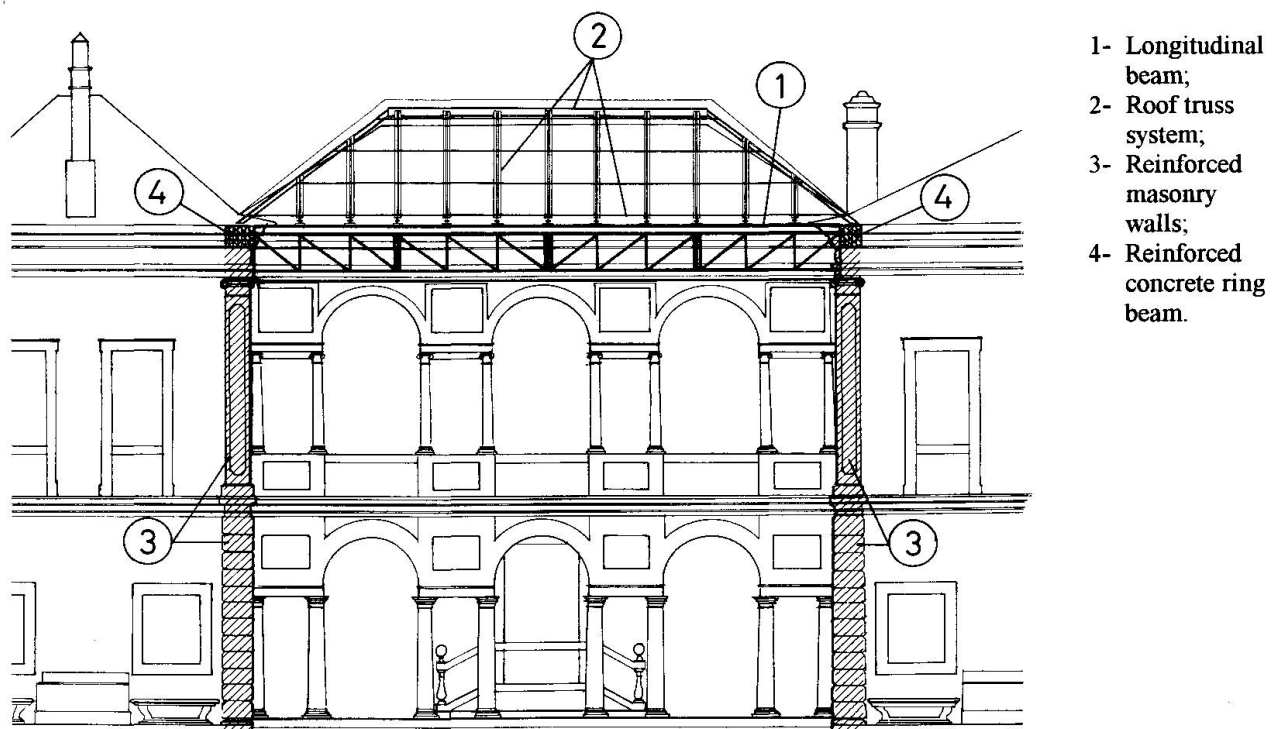 2
1
4
4
3
3
1- Longitudinal
beam;
2- Roof truss
system;
3- Reinforced
masonry
walls;
4- Reinforced
concrete ring
beam.